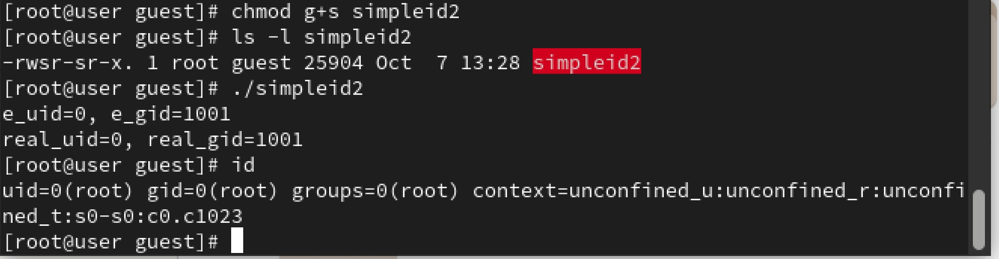 [root@user guest]# chmod g+s simpleid2
[root@user guest]# ls -l simpleid2
-rwsr-sr-x. 1 root guest 25904 Oct  7 13:28 simpleid2
[root@user guest]# ./simpleid2
e_uid=0, e_gid=1001
real_uid=0, real_gid=1001
[root@user guest]# id
uid=0(root) gid=0(root) groups=0(root) context=unconfined_u:unconfined_r:unconfi
ned_t:s0-s0:c0.c1023
[root@user guest]#